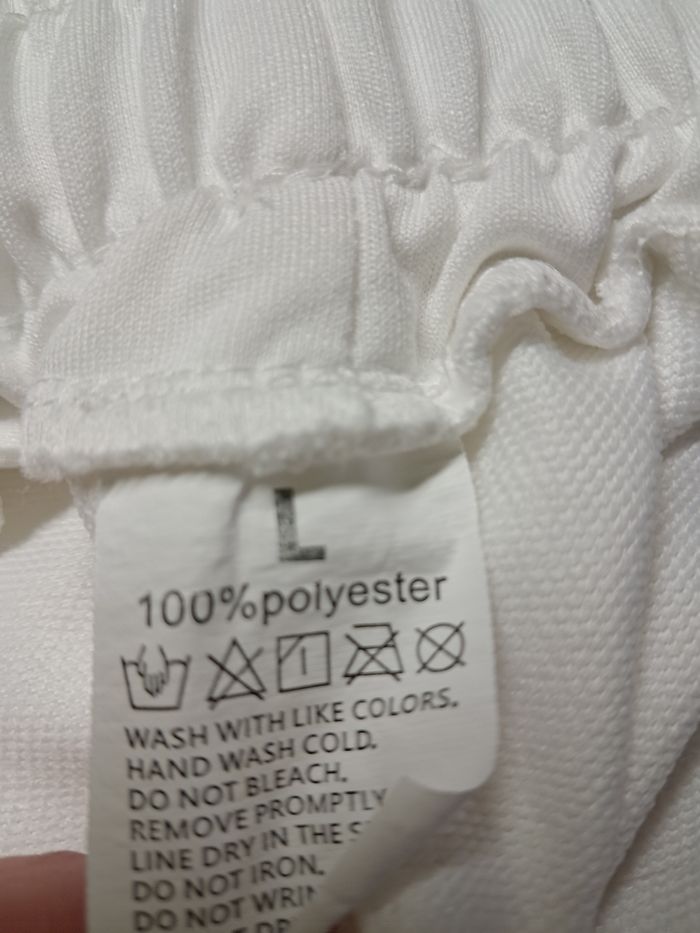 L
100%polyester
WASH WITH LIKE COLORS.
HAND WASH COLD.
DO NOT BLEACH.
REMOVE PROMPTLY
LINE DRY IN THE
DO NOT IRON.
DO NOT